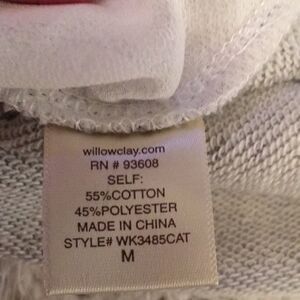 willowclay.com
RN # 93608
SELF:
55%COTTON
45%POLYESTER
MADE IN CHINA
STYLE# WK3485CAT
M